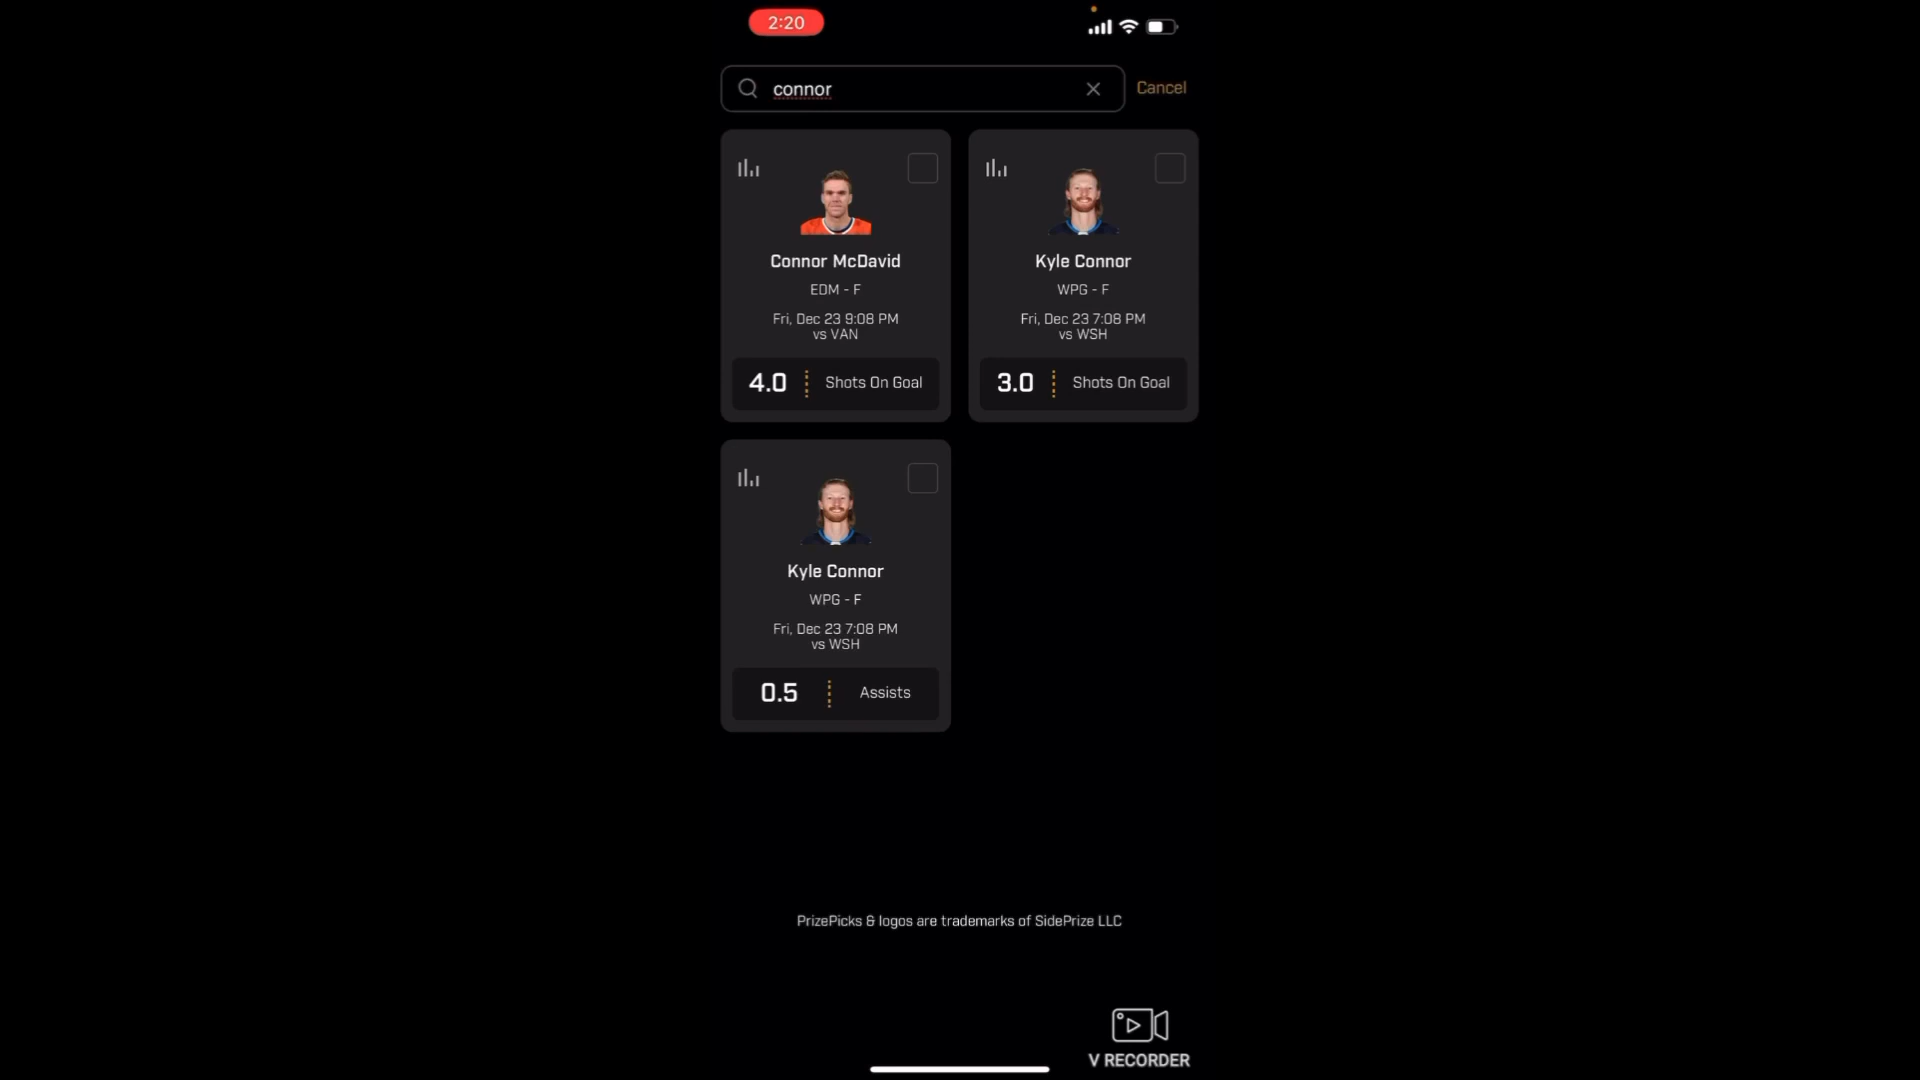 2:20
connor
Cancel
Connor McDavid
EDM - F
Fri, Dec 23 9:08 PM
vs VAN
4.0
Shots On Goal
Kyle Connor
WPG - F
Fri, Dec 23 7:08 PM
vs WSH
3.0
Shots On Goal
Kyle Connor
WPG - F
Fri, Dec 23 7:08 PM
vs WSH
0.5
Assists
PrizePicks & logos are trademarks of SidePrize LLC
V RECORDER